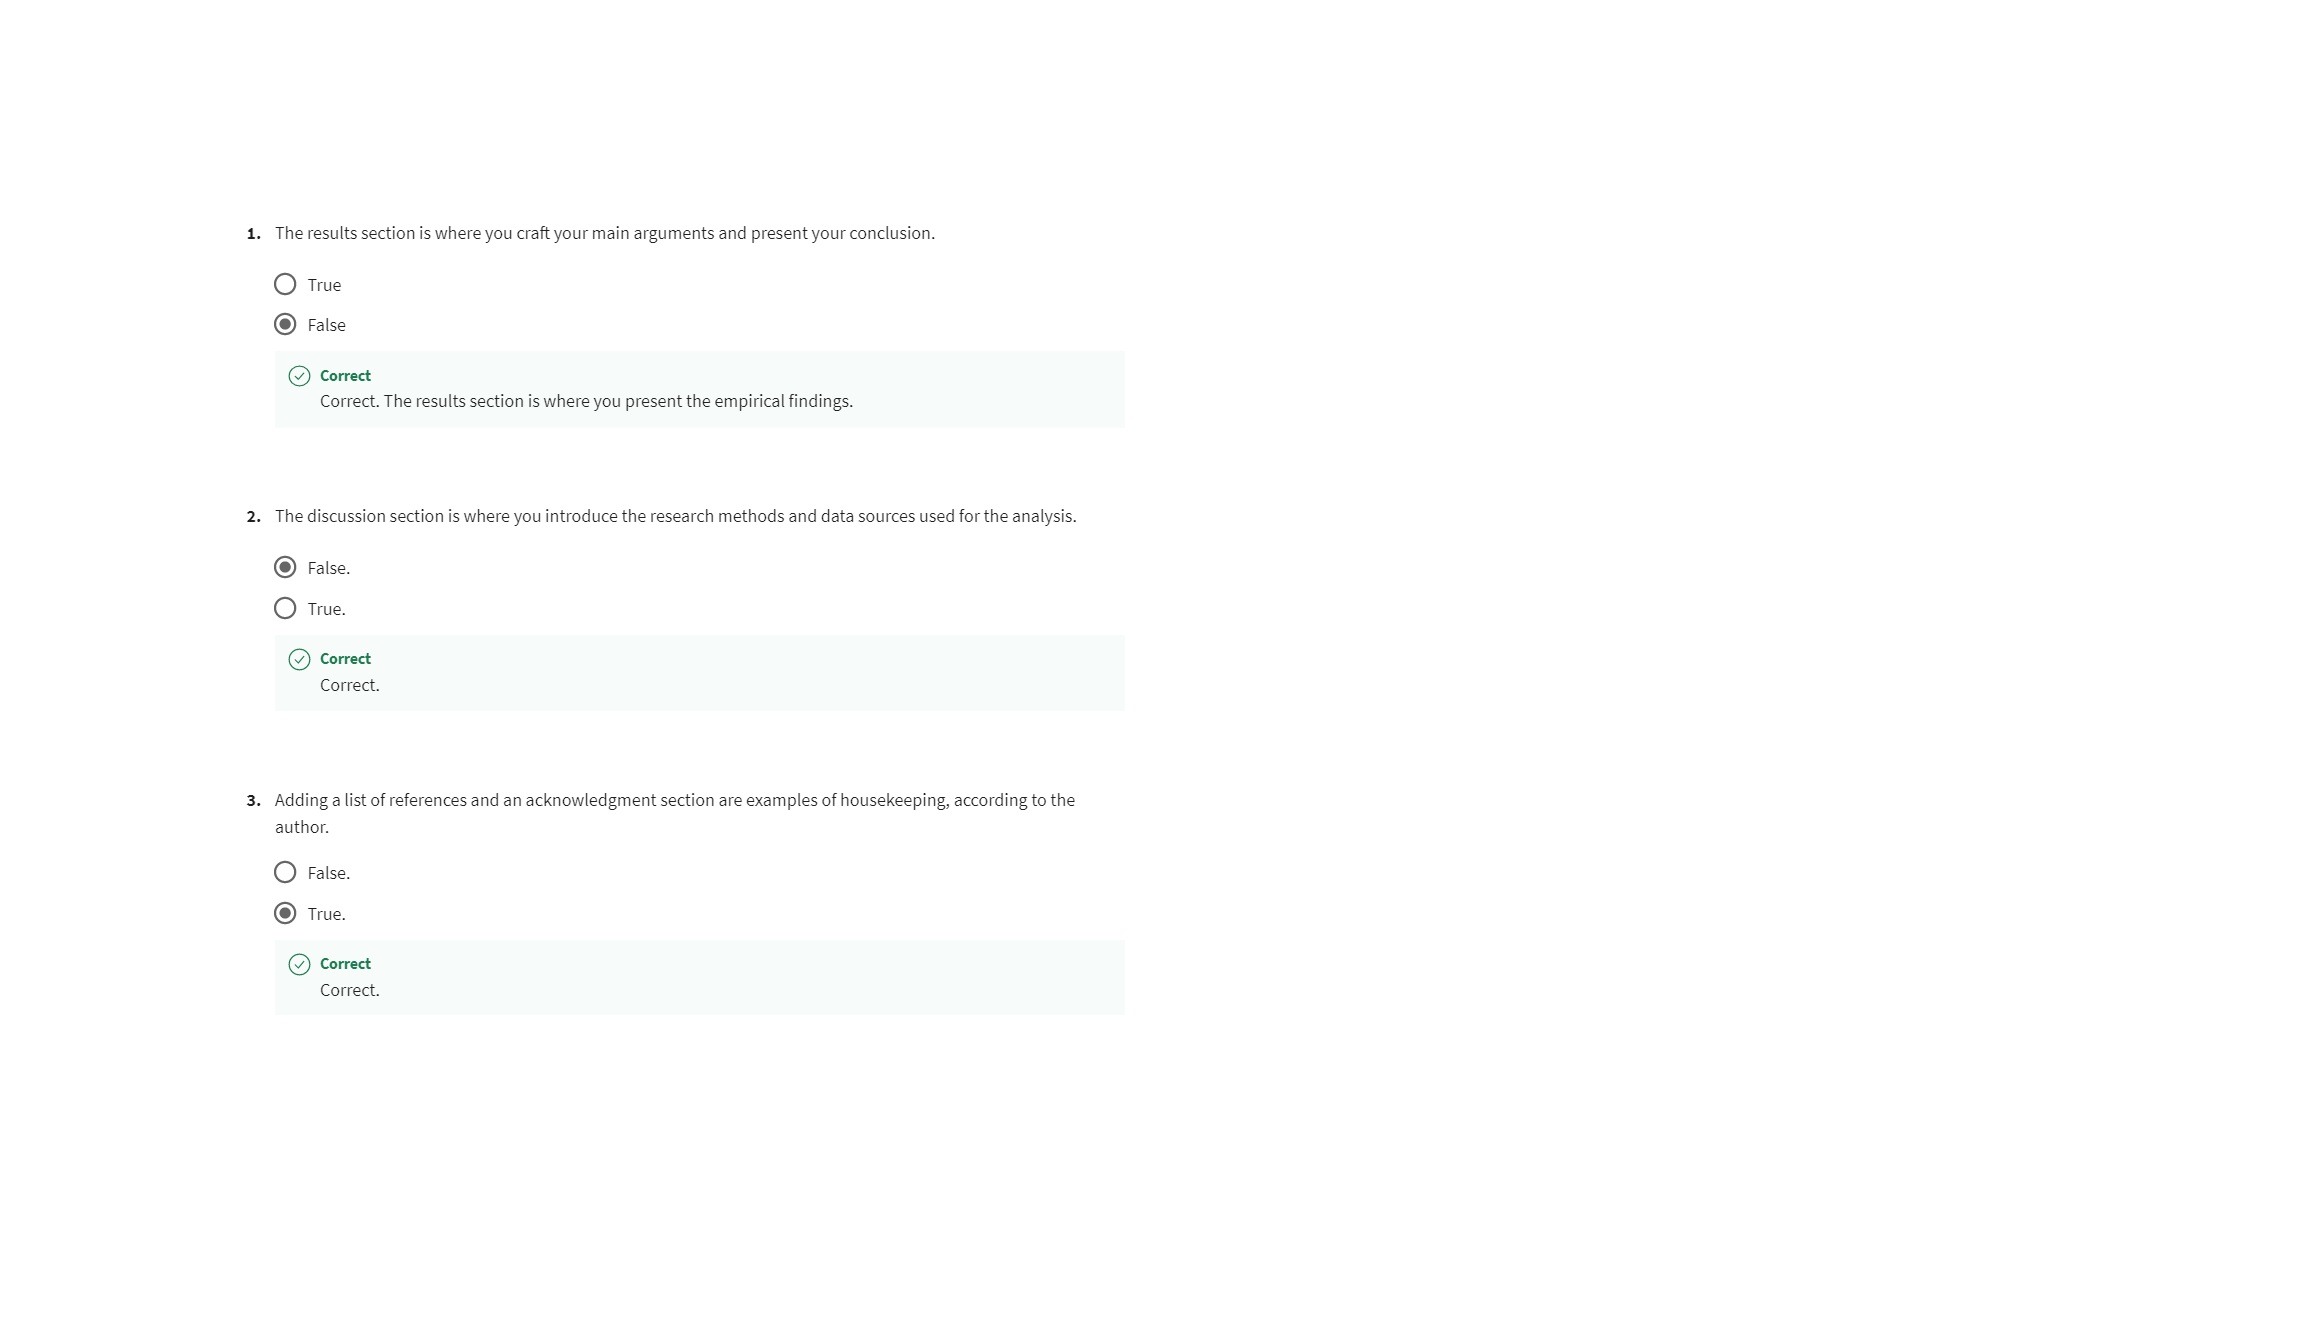 1. The results section is where you craft your main arguments and present your conclusion.
True
False
Correct
Correct. The results section is where you present the empirical findings.
2. The discussion section is where you introduce the research methods and data sources used for the analysis.
False.
True.
Correct
Correct.
3. Adding a list of references and an acknowledgment section are examples of housekeeping, according to the
author.
False.
True.
Correct
Correct.